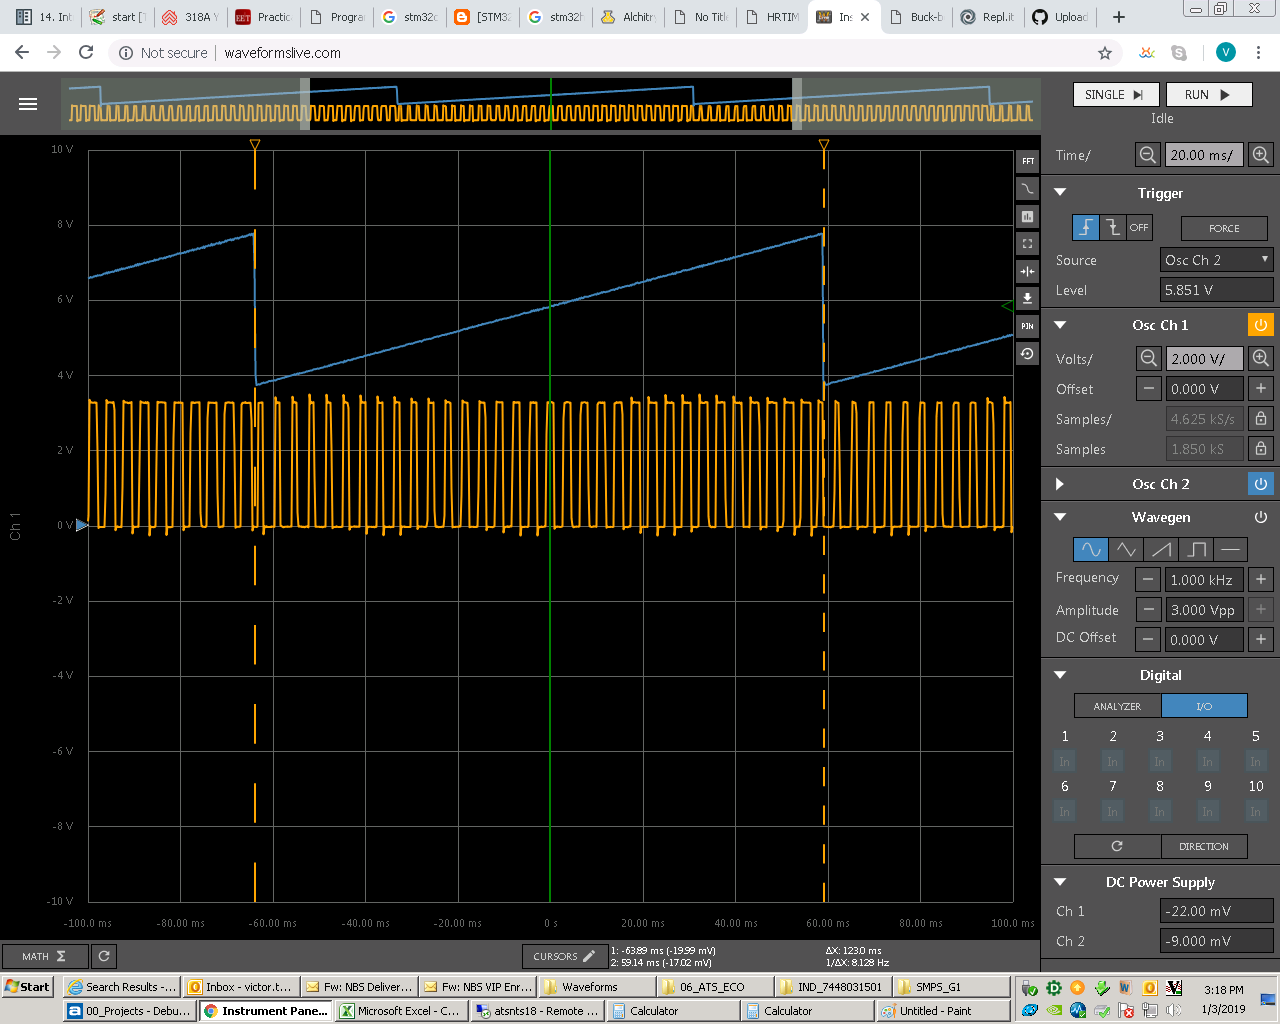 14. Int
start [T
318A Y
Practic
Progra
stm32c
[STM32
stm32h
Alchitry
No Title
HRTIM
Ins
Buck-b
Repl.it
Upload
Not secure | waveformslive.com
V
SINGLE
RUN
Idle
Time/ 20.00 ms/
Trigger
OFF
FORCE
Source Osc Ch 2
Level 5.851 V
Osc Ch 1
Volts/ 2.000 V/
Offset 0.000 V
Samples/ 4.625 kS/s
Samples 1.850 kS
Osc Ch 2
Wavegen
Frequency 1.000 kHz
Amplitude 3.000 Vpp
DC Offset 0.000 V
Digital
ANALYZER I/O
1 2 3 4 5
In In In In In
6 7 8 9 10
In In In In In
DIRECTION
DC Power Supply
Ch 1 -22.00 mV
Ch 2 -9.000 mV
FFT
PIN
10 V
8 V
6 V
4 V
2 V
0 V
-2 V
-4 V
-6 V
-8 V
-10 V
Ch 1
-100.0 ms -80.00 ms -60.00 ms -40.00 ms -20.00 ms 0 s 20.00 ms 40.00 ms 60.00 ms 80.00 ms 100.0 ms
MATH Σ
CURSORS
1: -63.89 ms (-19.99 mV)
2: 59.14 ms (-17.02 mV)
ΔX: 123.0 ms
1/ΔX: 8.128 Hz
Start
Search Results -...
Inbox - victor.t...
Fw: NBS Deliver...
Fw: NBS VIP Enr...
Waveforms
06_ATS_ECO
IND_7448031501
SMPS_G1
3:18 PM
00_Projects - Debu...
Instrument Pane...
Microsoft Excel - C...
atsnts18 - Remote ...
Calculator
Calculator
Untitled - Paint
1/3/2019